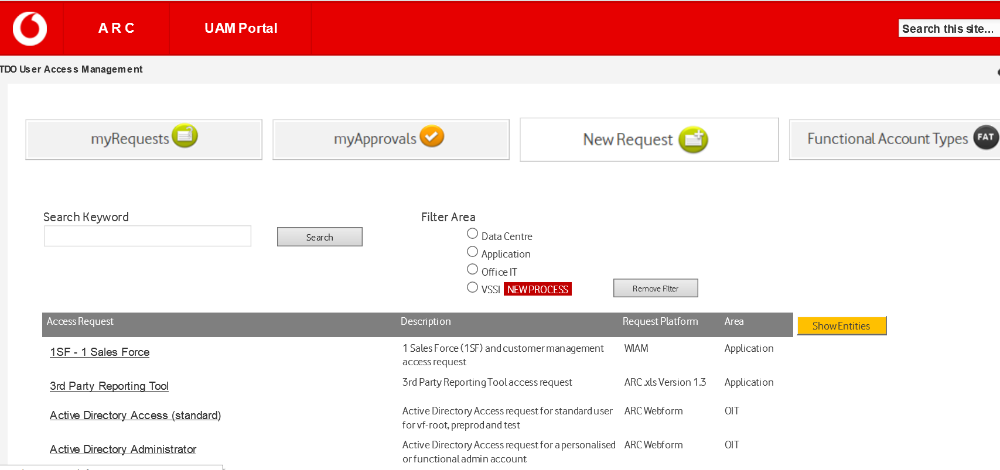 A R C
UAM Portal
Search this site...
TDO User Access Management
myRequests
myApprovals
New Request
Functional Account Types FAT
Search Keyword
Search
Filter Area
Data Centre
Application
Office IT
VSSI NEW PROCESS
Remove Filter
Access Request Description Request Platform Area
Show Entities
1SF - 1 Sales Force 1 Sales Force (1SF) and customer management WIAM Application
access request
3rd Party Reporting Tool 3rd Party Reporting Tool access request ARC .xls Version 1.3 Application
Active Directory Access (standard) Active Directory Access request for standard user ARC Webform OIT
for vf-root, preprod and test
Active Directory Administrator Active Directory Access request for a personalised ARC Webform OIT
or functional admin account